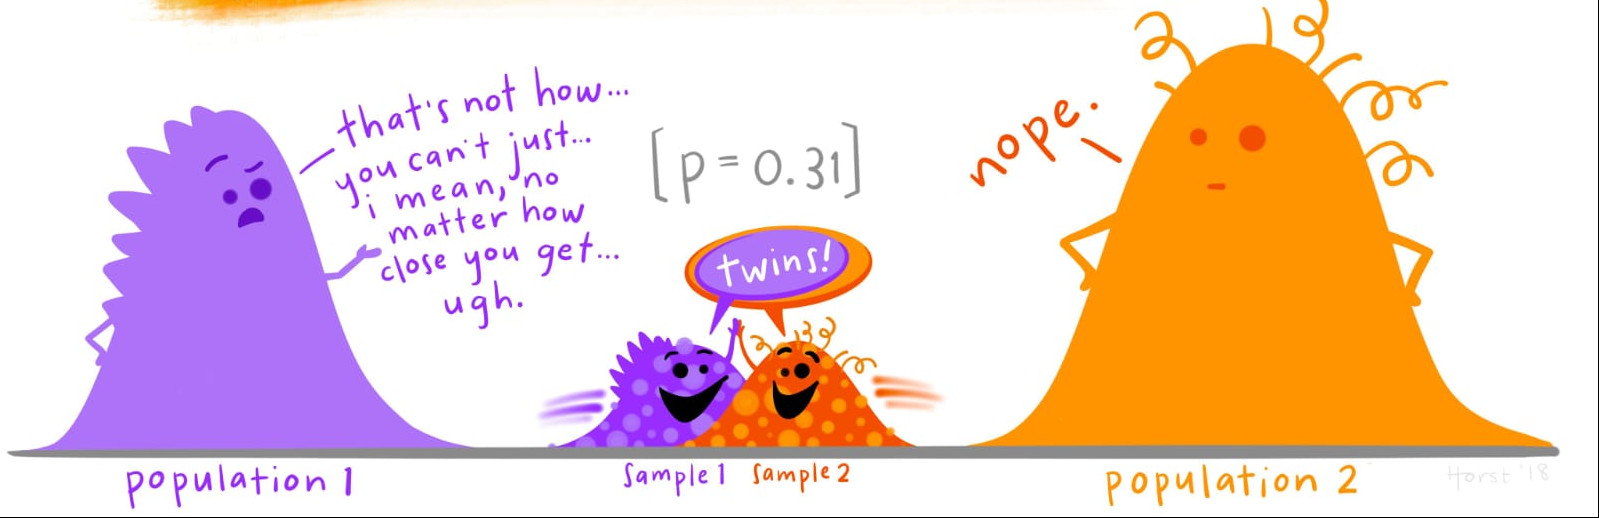 that's not how...
you can't just...
i mean, no
matter how
close you get...
ugh.
[p = 0.31]
nope.
twins!
population 1
Sample 1
Sample 2
population 2
Horst '18